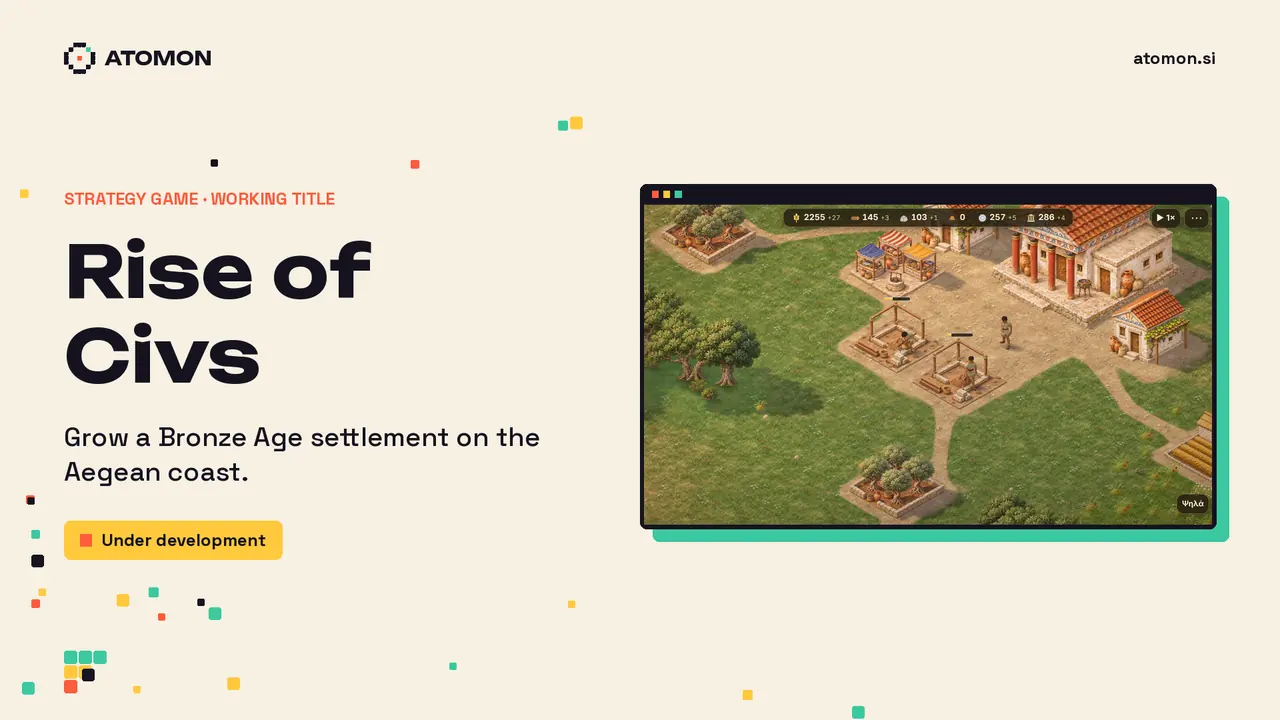 ATOMON
atomon.si
STRATEGY GAME · WORKING TITLE
Rise of
Civs
Grow a Bronze Age settlement on the
Aegean coast.
Under development
2255 +27 145 +3 103 +1 0 257 +5 286 +4
1×
Ψηλά